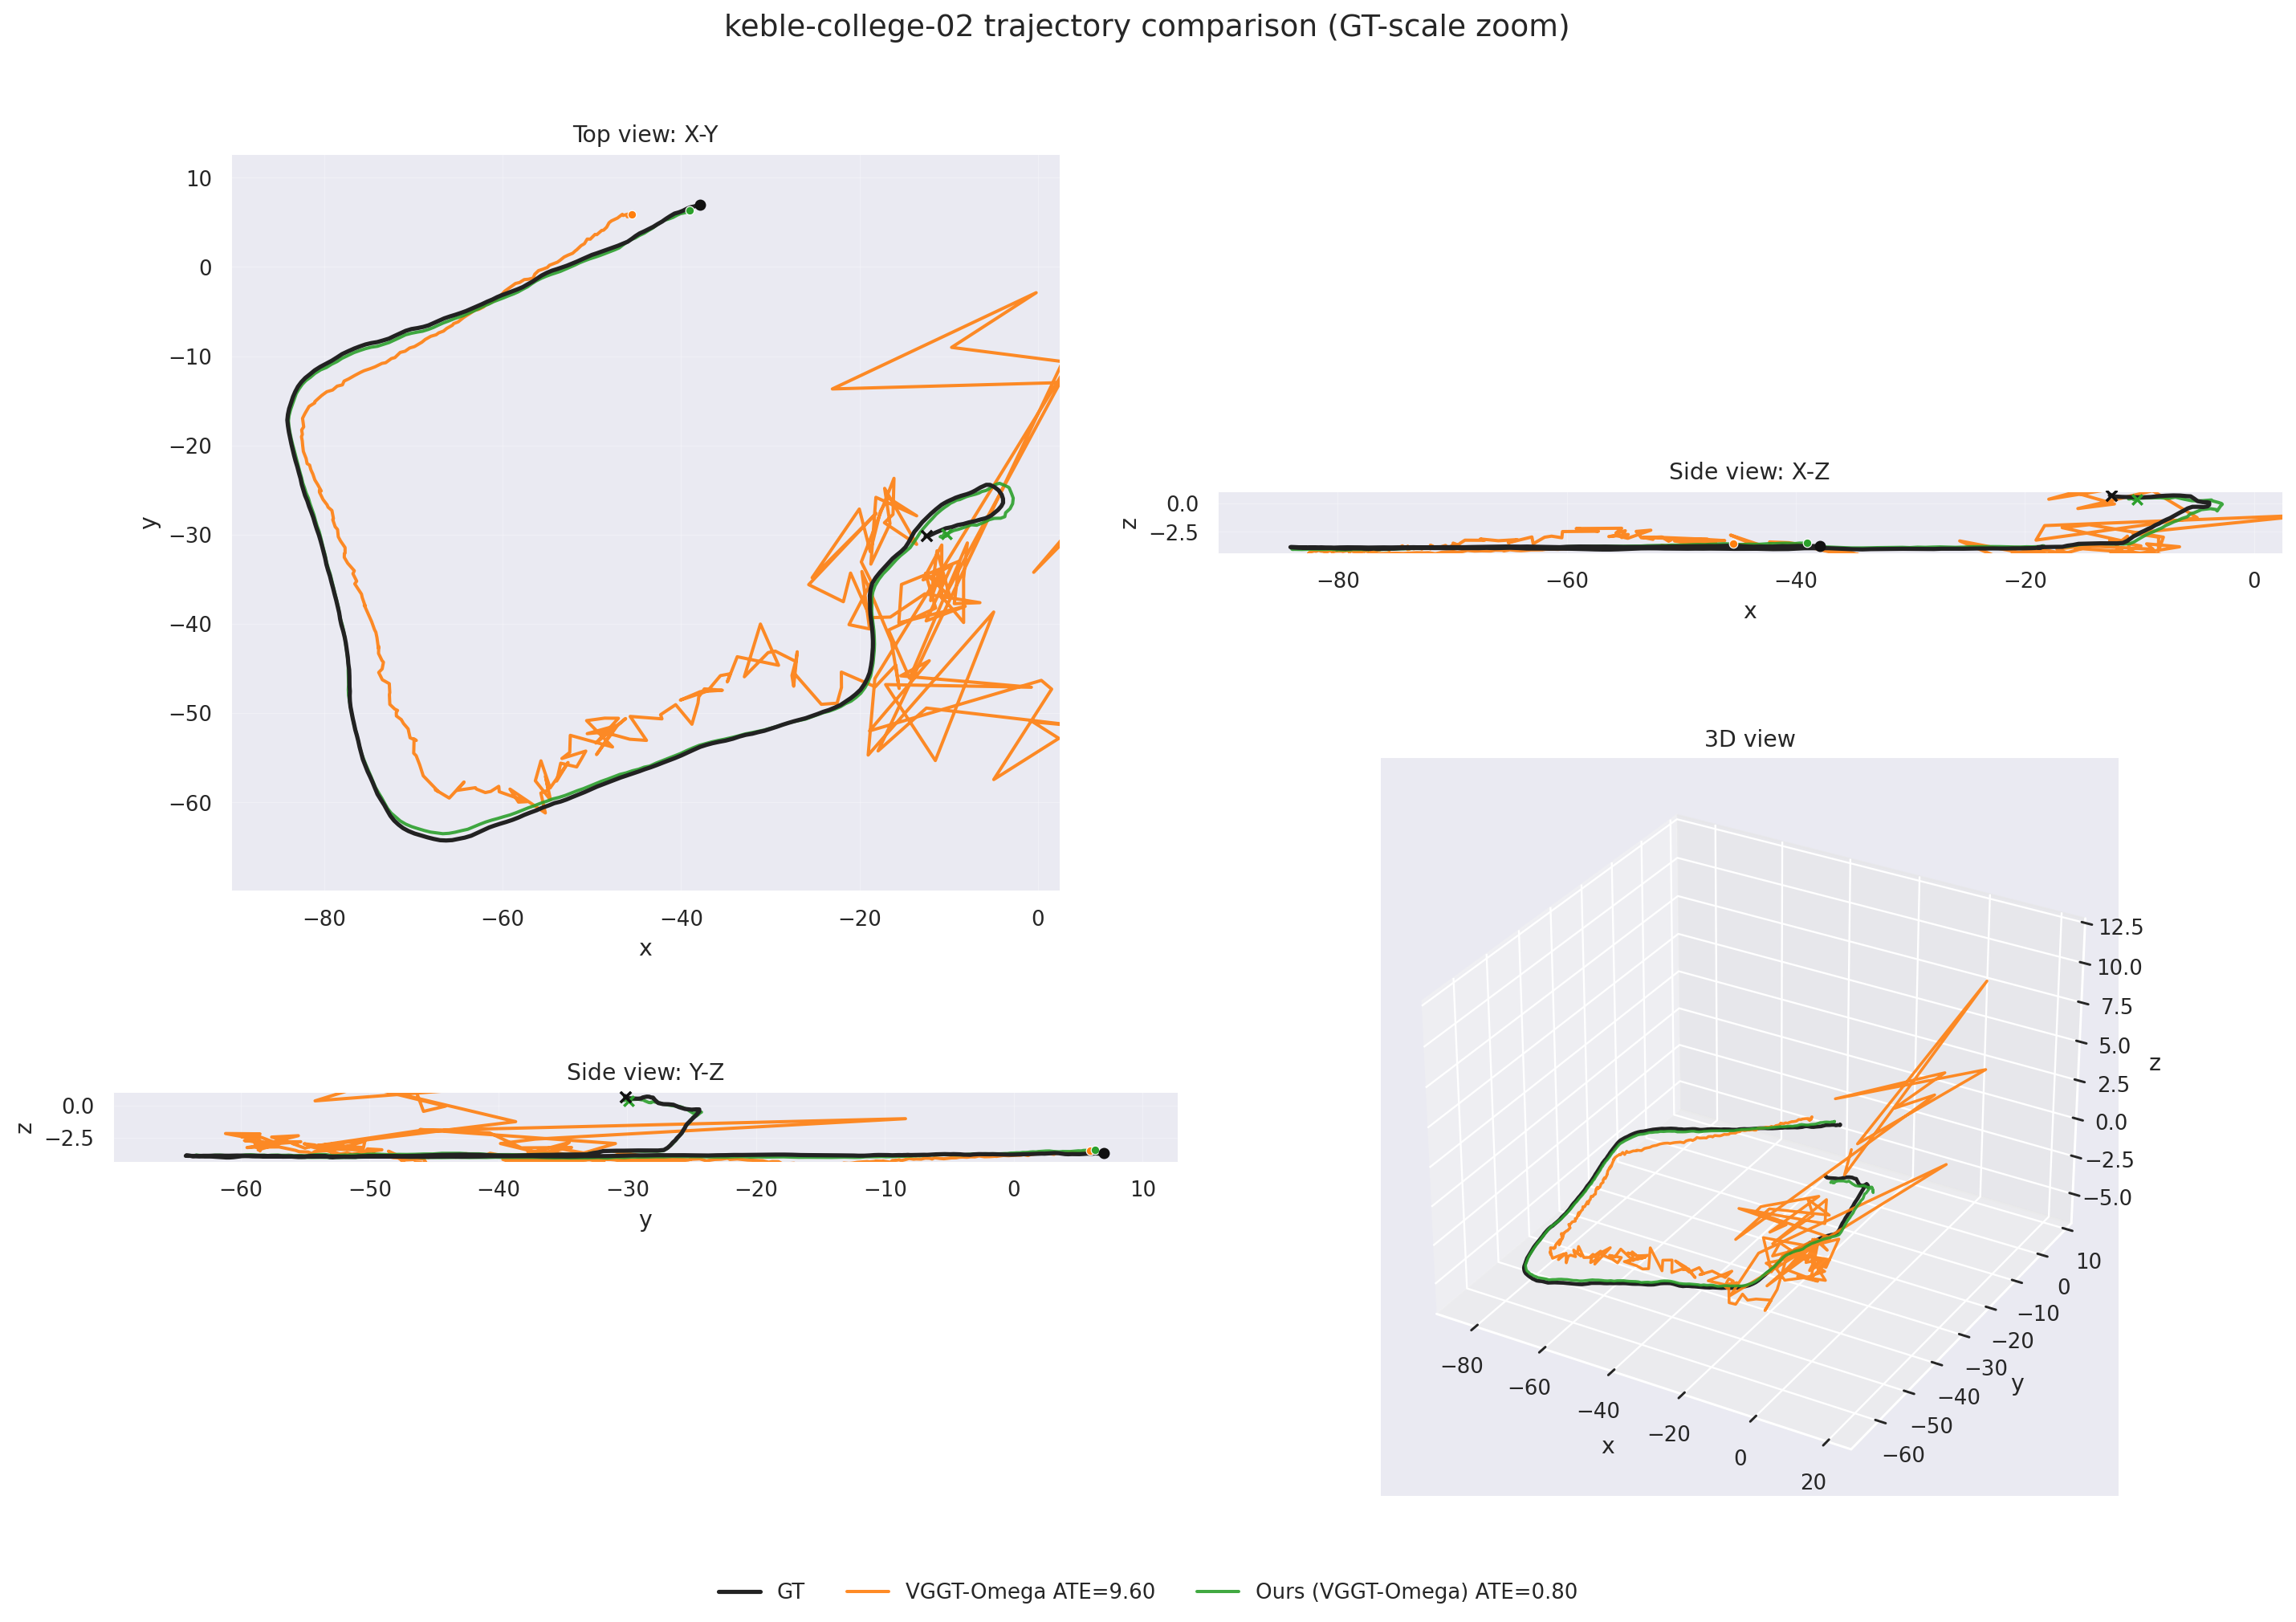 keble-college-02 trajectory comparison (GT-scale zoom)
Top view: X-Y
10
0
−10
−20
−30
−40
−50
−60
y
−80 −60 −40 −20 0
x
Side view: X-Z
0.0
−2.5
z
−80 −60 −40 −20 0
x
3D view
12.5
10.0
7.5
5.0
2.5
0.0
−2.5
−5.0
z
10
0
−10
−20
−30
−40
−50
−60
y
−80
−60
−40
−20
0
20
x
Side view: Y-Z
0.0
−2.5
z
−60 −50 −40 −30 −20 −10 0 10
y
GT VGGT-Omega ATE=9.60 Ours (VGGT-Omega) ATE=0.80